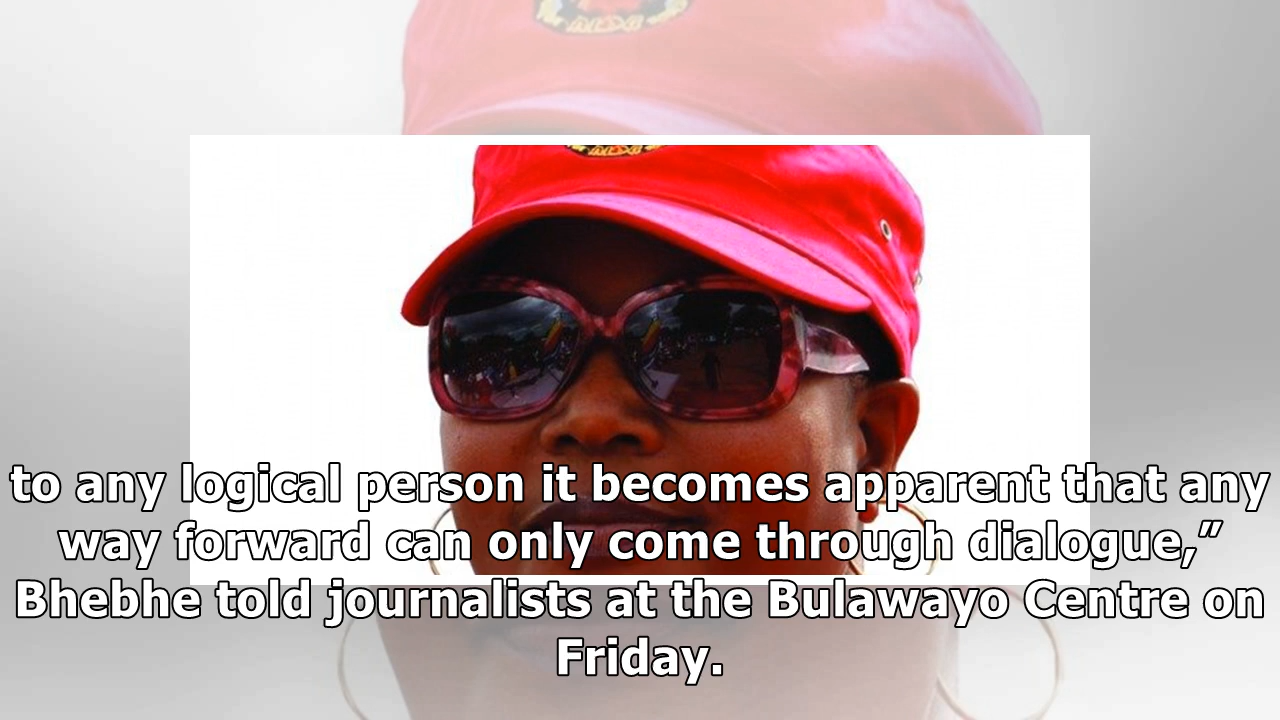 to any logical person it becomes apparent that any
way forward can only come through dialogue,”
Bhebhe told journalists at the Bulawayo Centre on
Friday.